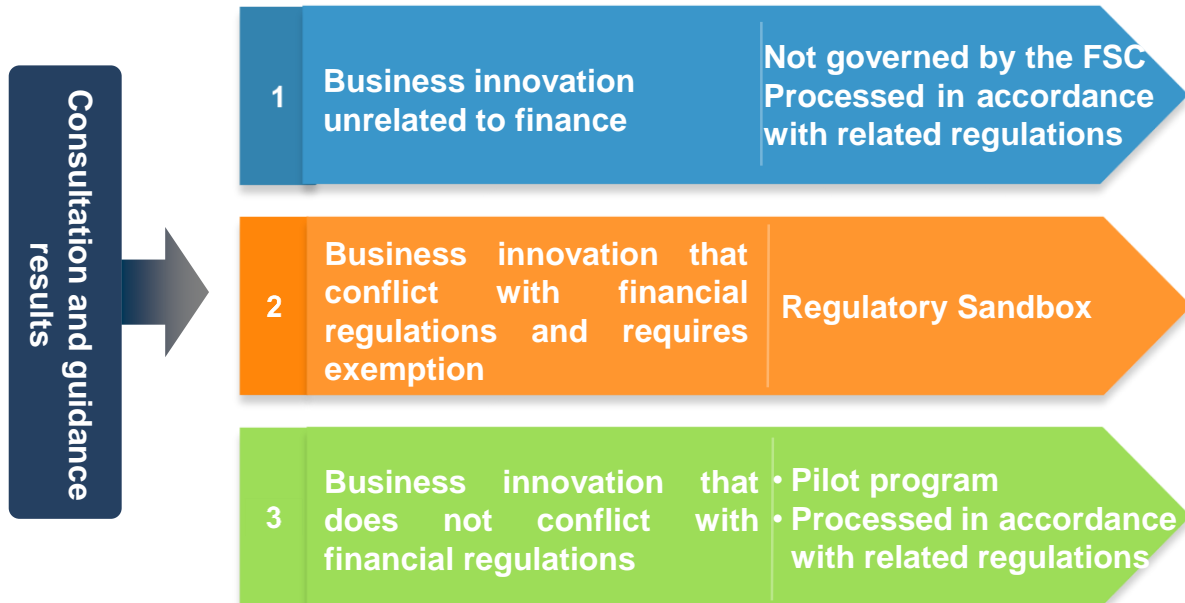 Consultation and guidance
results
1
Business innovation
unrelated to finance
Not governed by the FSC
Processed in accordance
with related regulations
2
Business innovation that
conflict with financial
regulations and requires
exemption
Regulatory Sandbox
3
Business innovation that
does not conflict with
financial regulations
• Pilot program
• Processed in accordance
with related regulations